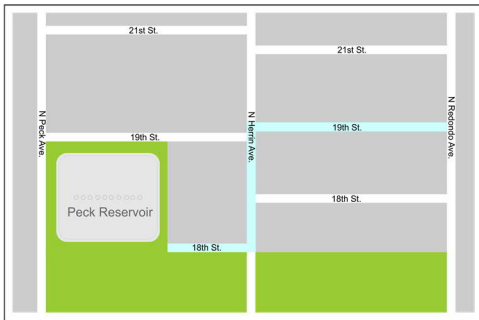 21st St.
21st St.
N Peck Ave.
N Herrin Ave.
N Redondo Ave.
19th St.
19th St.
Peck Reservoir
18th St.
18th St.